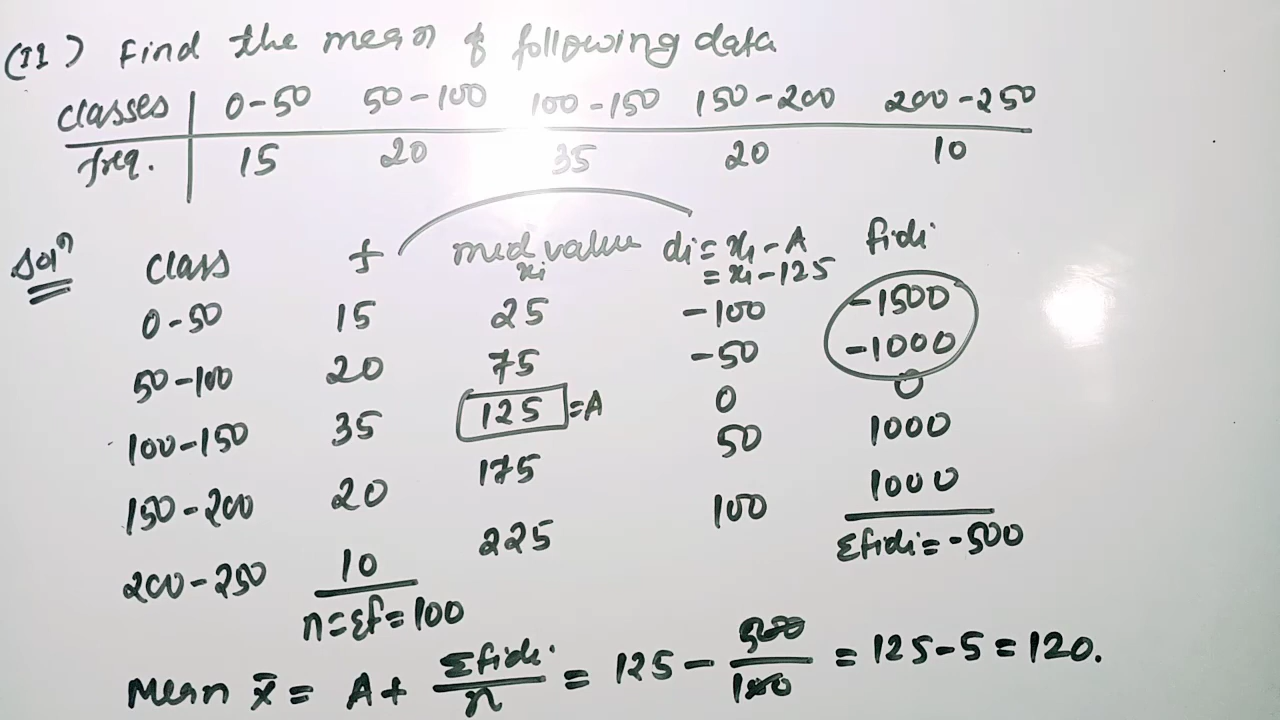 (II) Find the mean of following data
classes 0-50 50-100 100-150 150-200 200-250
freq. 15 20 35 20 10
Solⁿ class f mid value xi di = xi - A = xi - 125 fidi
0-50 15 25 -100 -1500
50-100 20 75 -50 -1000
100-150 35 125 = A 0 0
150-200 20 175 50 1000
200-250 10 225 100 1000
n = Σf = 100 Σfidi = -500
Mean x̄ = A + Σfidi/n = 125 - 500/100 = 125 - 5 = 120.